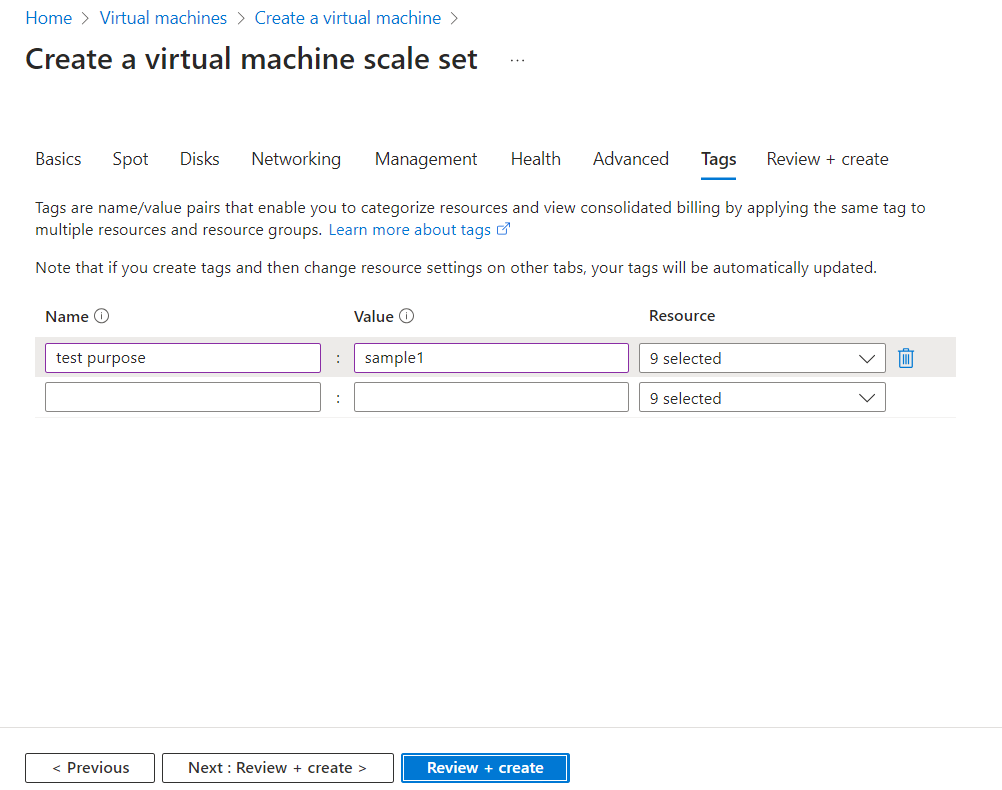 Home > Virtual machines > Create a virtual machine >
Create a virtual machine scale set ...
Basics Spot Disks Networking Management Health Advanced Tags Review + create
Tags are name/value pairs that enable you to categorize resources and view consolidated billing by applying the same tag to
multiple resources and resource groups. Learn more about tags
Note that if you create tags and then change resource settings on other tabs, your tags will be automatically updated.
Name Value Resource
test purpose : sample1 9 selected
: 9 selected
< Previous Next : Review + create > Review + create